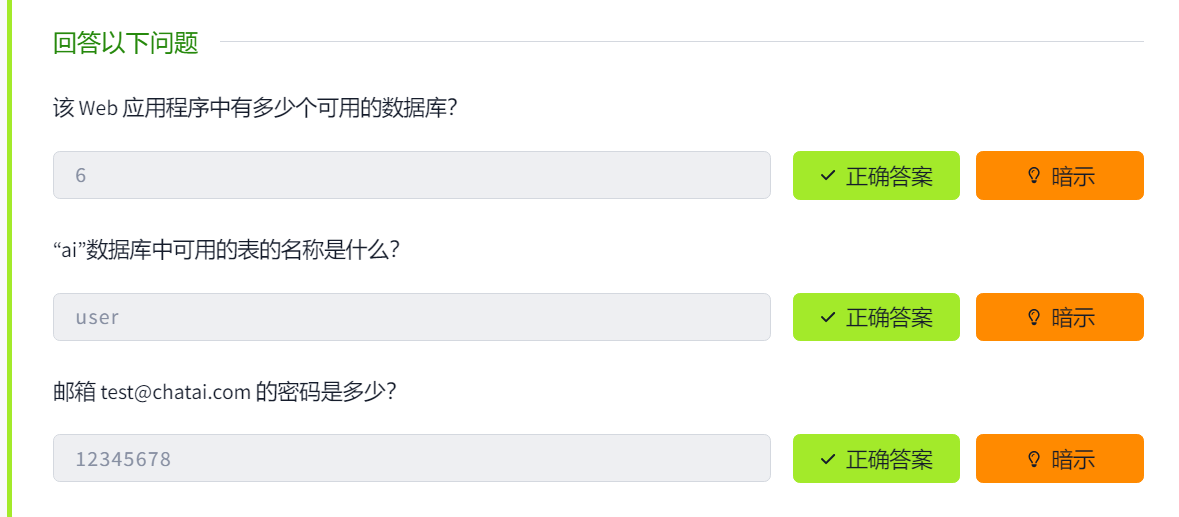 回答以下问题
该 Web 应用程序中有多少个可用的数据库?
6
正确答案
暗示
“ai”数据库中可用的表的名称是什么?
user
正确答案
暗示
邮箱 test@chatai.com 的密码是多少?
12345678
正确答案
暗示